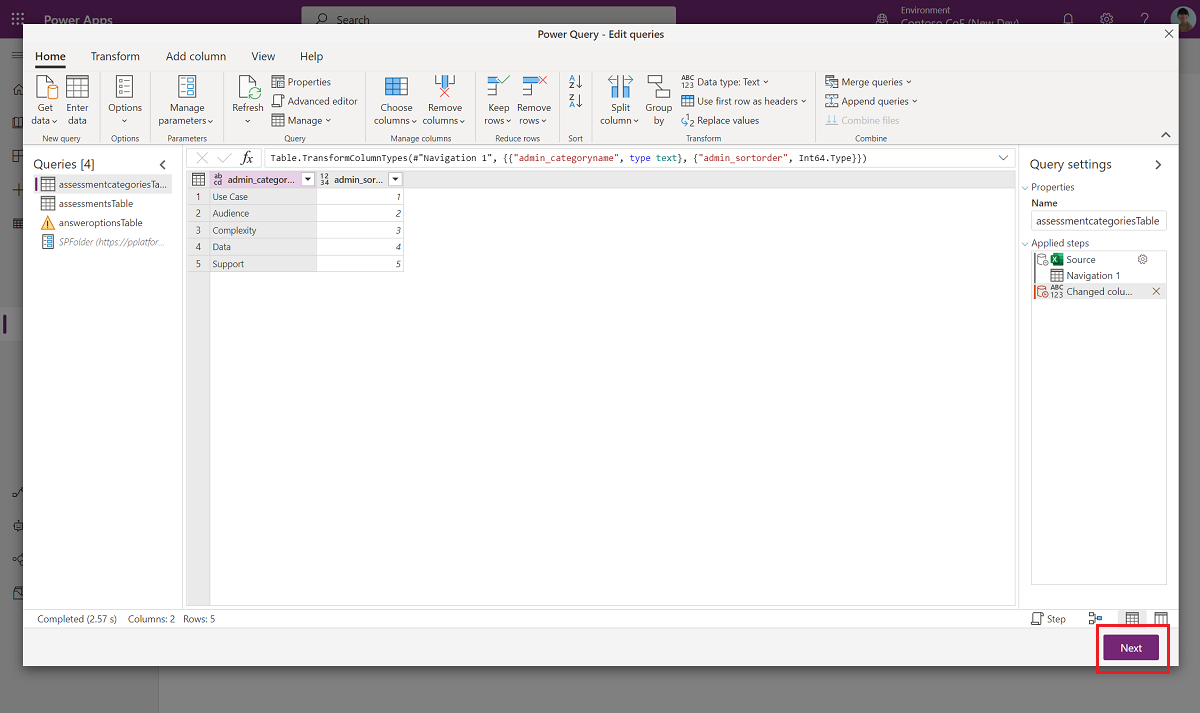 Power Apps
Search
Environment
Contoso CoE (New Dev)
Power Query - Edit queries
Home Transform Add column View Help
Get data
Enter data
New query
Options
Options
Manage parameters
Parameters
Refresh
Properties
Advanced editor
Manage
Query
Choose columns
Remove columns
Manage columns
Keep rows
Remove rows
Reduce rows
Sort
Split column
Group by
Data type: Text
Use first row as headers
Replace values
Transform
Merge queries
Append queries
Combine files
Combine
Queries [4]
assessmentcategoriesTa...
assessmentsTable
answeroptionsTable
SPFolder (https://pplatfor...
fx Table.TransformColumnTypes(#"Navigation 1", {{"admin_categoryname", type text}, {"admin_sortorder", Int64.Type}})
admin_categor... admin_sor...
1 Use Case 1
2 Audience 2
3 Complexity 3
4 Data 4
5 Support 5
Query settings
Properties
Name
assessmentcategoriesTable
Applied steps
Source
Navigation 1
Changed colu...
Completed (2.57 s) Columns: 2 Rows: 5
Step
Next